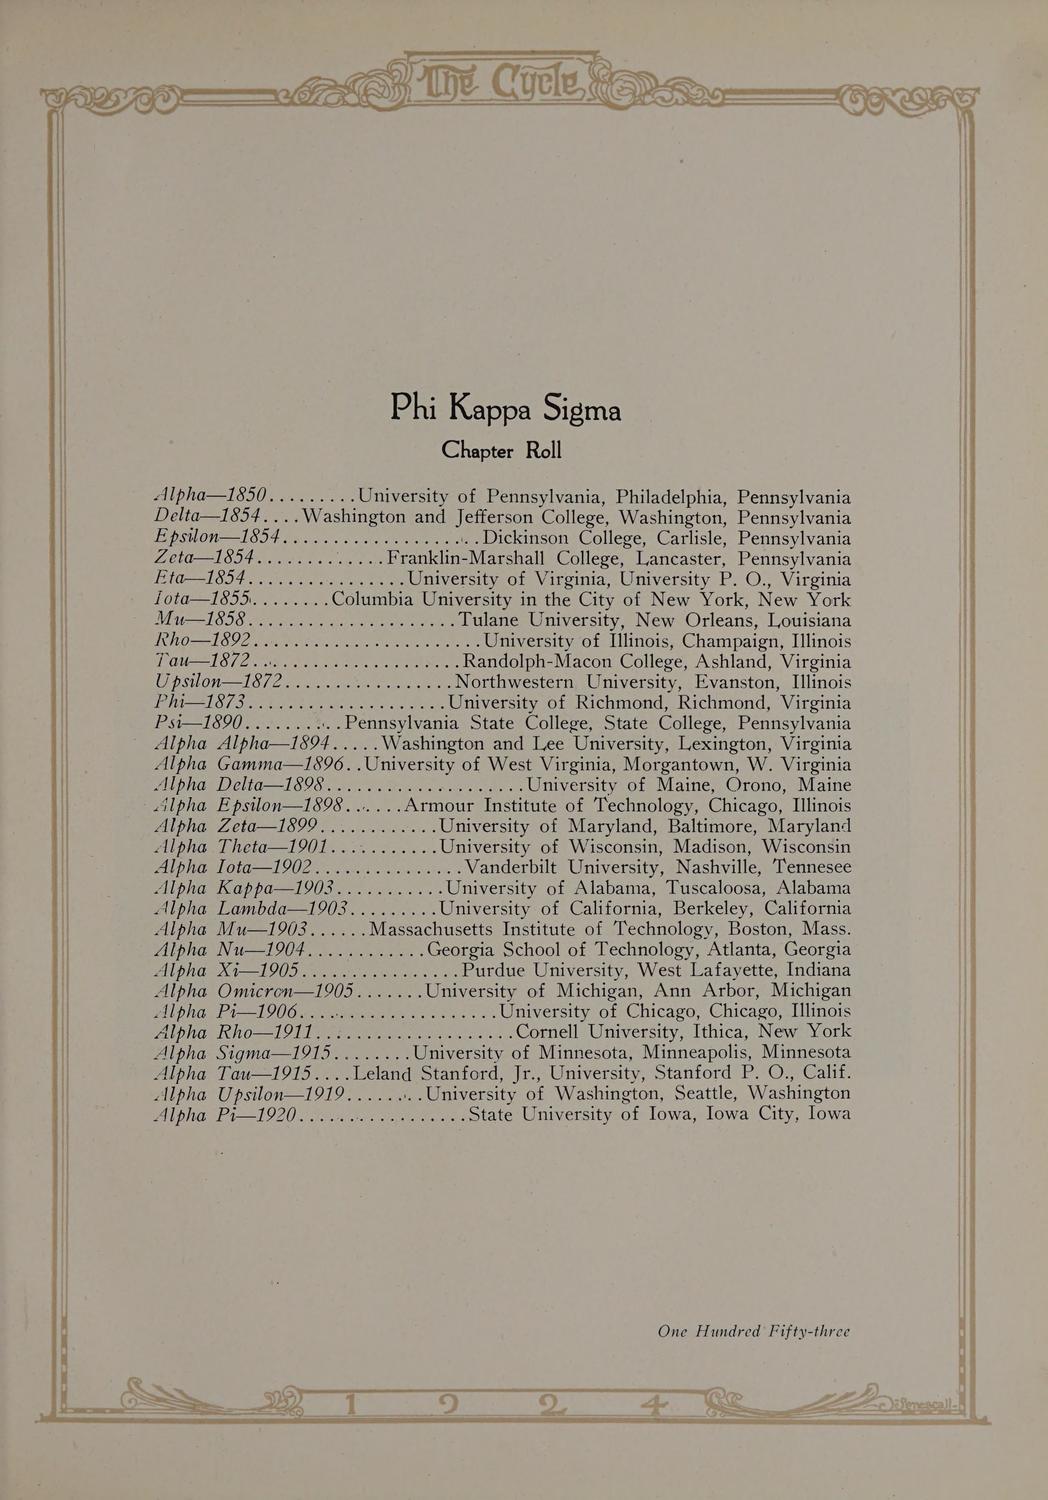 The Cycle
Phi Kappa Sigma
Chapter Roll
Alpha—1850.........University of Pennsylvania, Philadelphia, Pennsylvania
Delta—1854....Washington and Jefferson College, Washington, Pennsylvania
Epsilon—1854....................Dickinson College, Carlisle, Pennsylvania
Zeta—1854.............Franklin-Marshall College, Lancaster, Pennsylvania
Eta—1854................University of Virginia, University P. O., Virginia
Iota—1855.........Columbia University in the City of New York, New York
Mu—1858.....................Tulane University, New Orleans, Louisiana
Rho—1892.......................University of Illinois, Champaign, Illinois
Tau—1872.....................Randolph-Macon College, Ashland, Virginia
Upsilon—1872.................Northwestern University, Evanston, Illinois
Phi—1873....................University of Richmond, Richmond, Virginia
Psi—1890..........Pennsylvania State College, State College, Pennsylvania
Alpha Alpha—1894.....Washington and Lee University, Lexington, Virginia
Alpha Gamma—1896..University of West Virginia, Morgantown, W. Virginia
Alpha Delta—1898....................University of Maine, Orono, Maine
Alpha Epsilon—1898......Armour Institute of Technology, Chicago, Illinois
Alpha Zeta—1899............University of Maryland, Baltimore, Maryland
Alpha Theta—1901...........University of Wisconsin, Madison, Wisconsin
Alpha Iota—1902...............Vanderbilt University, Nashville, Tennesee
Alpha Kappa—1903...........University of Alabama, Tuscaloosa, Alabama
Alpha Lambda—1903.........University of California, Berkeley, California
Alpha Mu—1903......Massachusetts Institute of Technology, Boston, Mass.
Alpha Nu—1904............Georgia School of Technology, Atlanta, Georgia
Alpha Xi—1905................Purdue University, West Lafayette, Indiana
Alpha Omicron—1905.......University of Michigan, Ann Arbor, Michigan
Alpha Pi—1906....................University of Chicago, Chicago, Illinois
Alpha Rho—1911....................Cornell University, Ithica, New York
Alpha Sigma—1915........University of Minnesota, Minneapolis, Minnesota
Alpha Tau—1915....Leland Stanford, Jr., University, Stanford P. O., Calif.
Alpha Upsilon—1919........University of Washington, Seattle, Washington
Alpha Pi—1920.................State University of Iowa, Iowa City, Iowa
One Hundred Fifty-three
1 9 2 4